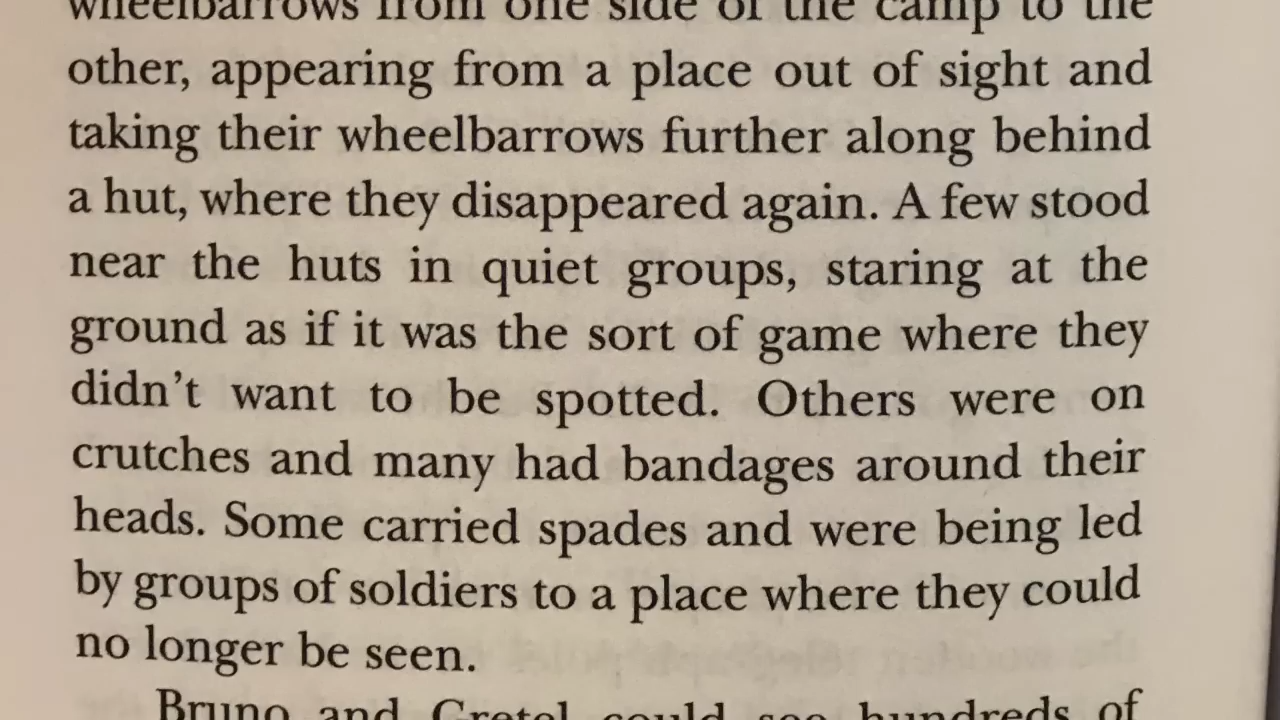 wheelbarrows from one side of the camp to the
other, appearing from a place out of sight and
taking their wheelbarrows further along behind
a hut, where they disappeared again. A few stood
near the huts in quiet groups, staring at the
ground as if it was the sort of game where they
didn't want to be spotted. Others were on
crutches and many had bandages around their
heads. Some carried spades and were being led
by groups of soldiers to a place where they could
no longer be seen.
Bruno and Gretel could see hundreds of